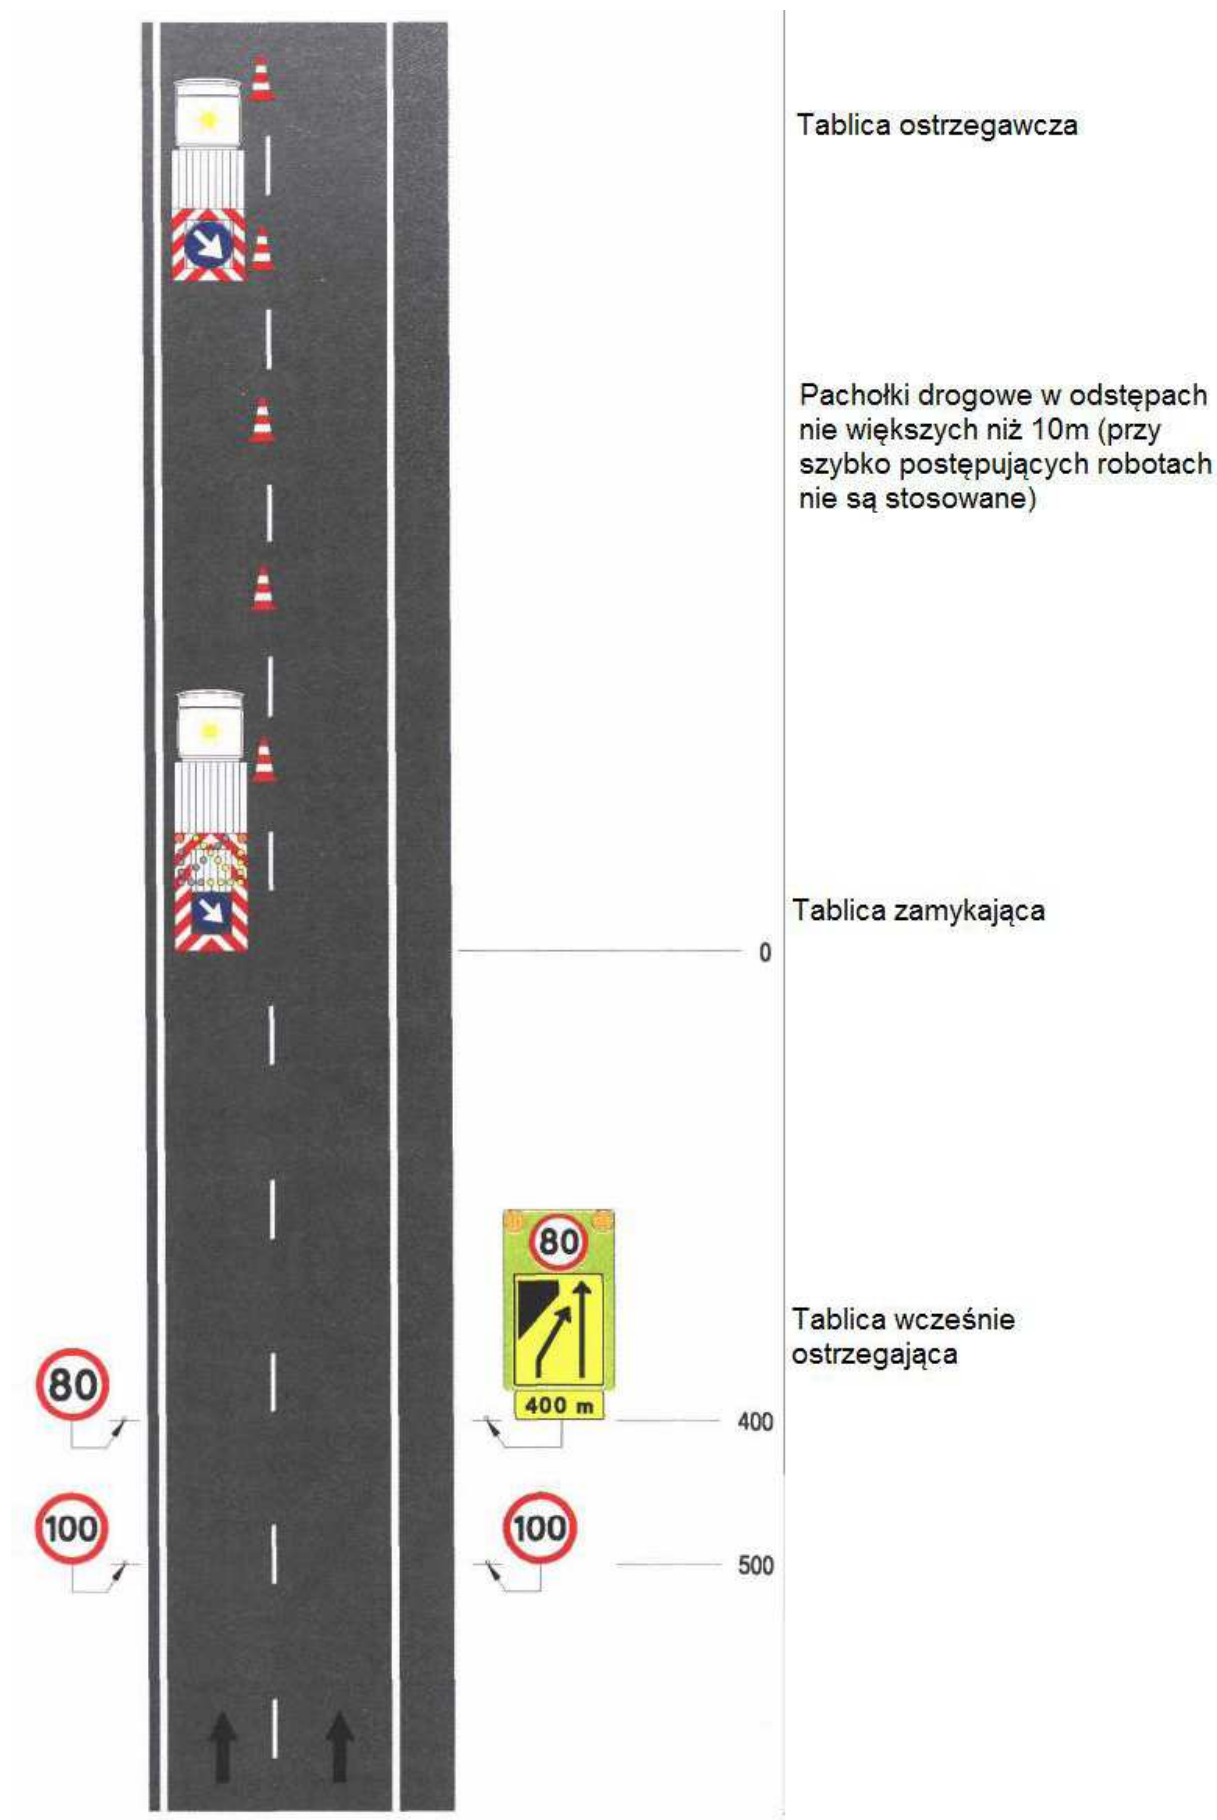 Tablica ostrzegawcza
Pachołki drogowe w odstępach
nie większych niż 10m (przy
szybko postępujących robotach
nie są stosowane)
Tablica zamykająca
0
80
Tablica wcześnie
ostrzegająca
80
400 m
400
100
100
500